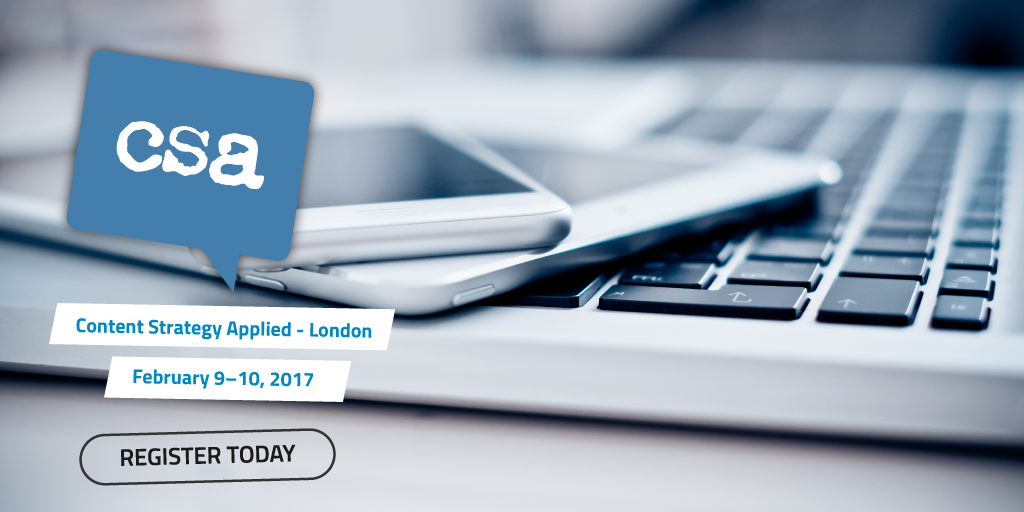 csa
Content Strategy Applied - London
February 9–10, 2017
REGISTER TODAY